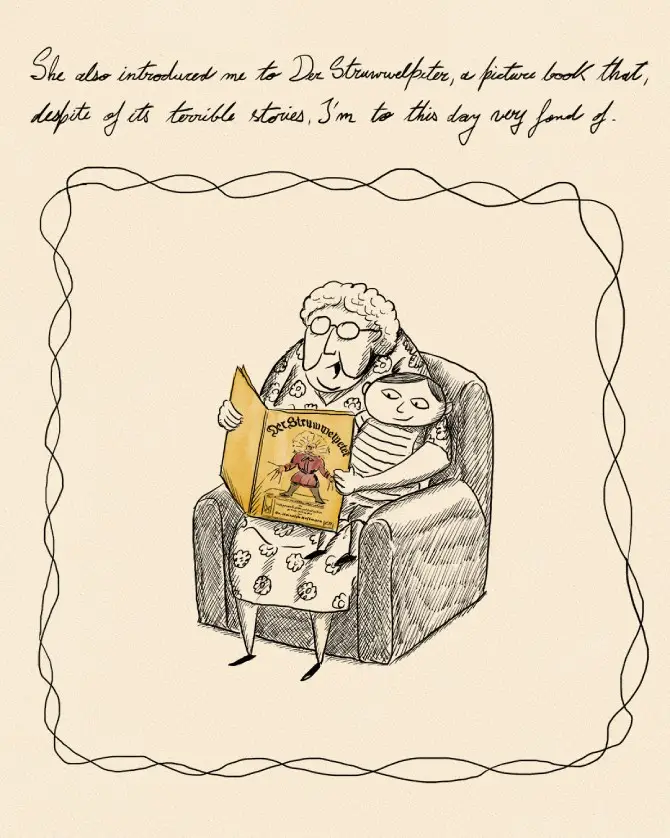 She also introduced me to Der Struwwelpiter, a picture book that,
despite of its terrible stories, I'm to this day very fond of.
Der Struwwelpeter